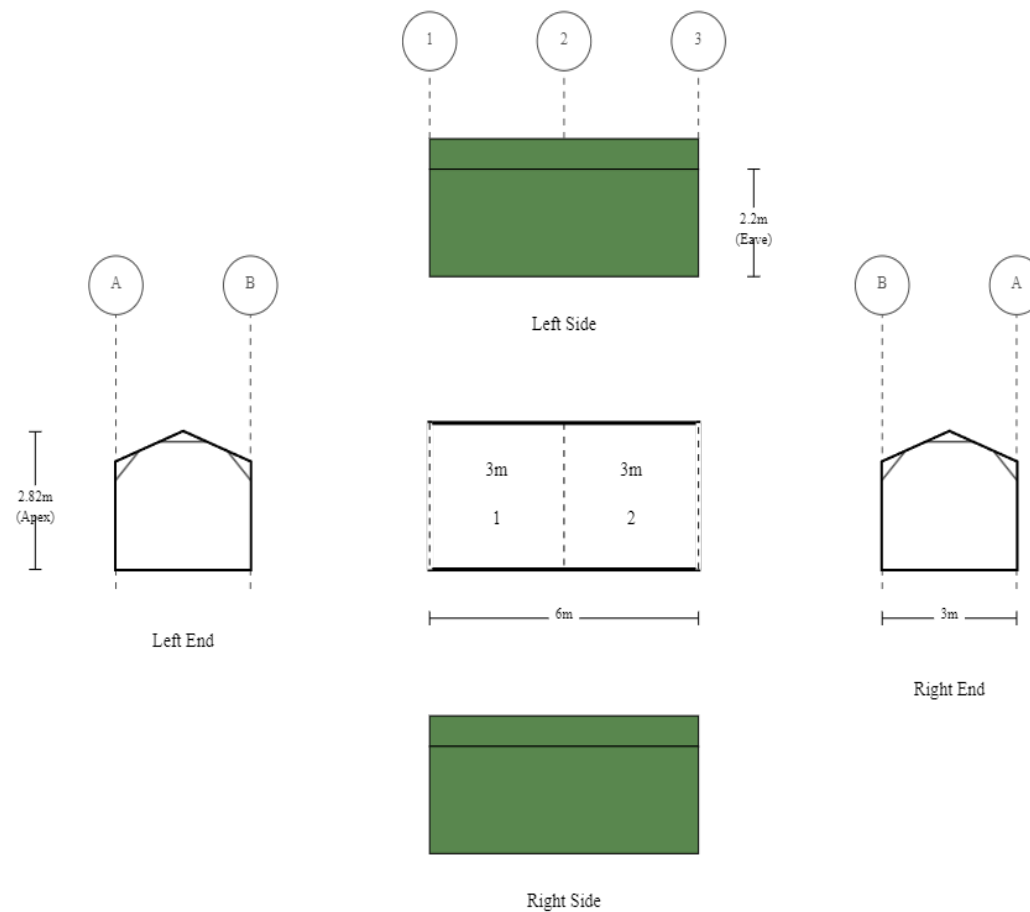 1
2
3
2.2m
(Eave)
Left Side
A
B
B
A
2.82m
(Apex)
3m
3m
1
2
6m
3m
Left End
Right End
Right Side